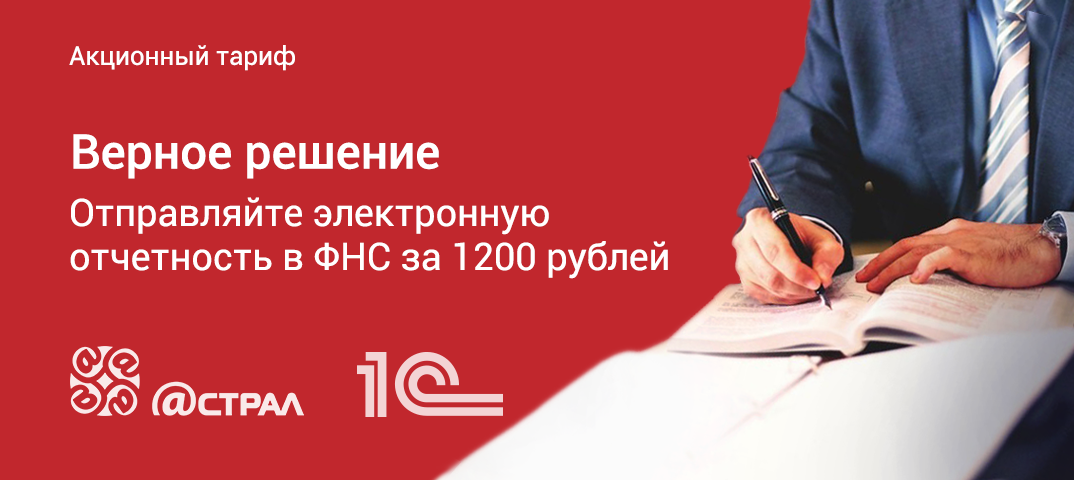 Акционный тариф
Верное решение
Отправляйте электронную
отчетность в ФНС за 1200 рублей
@СТРАЛ
1С